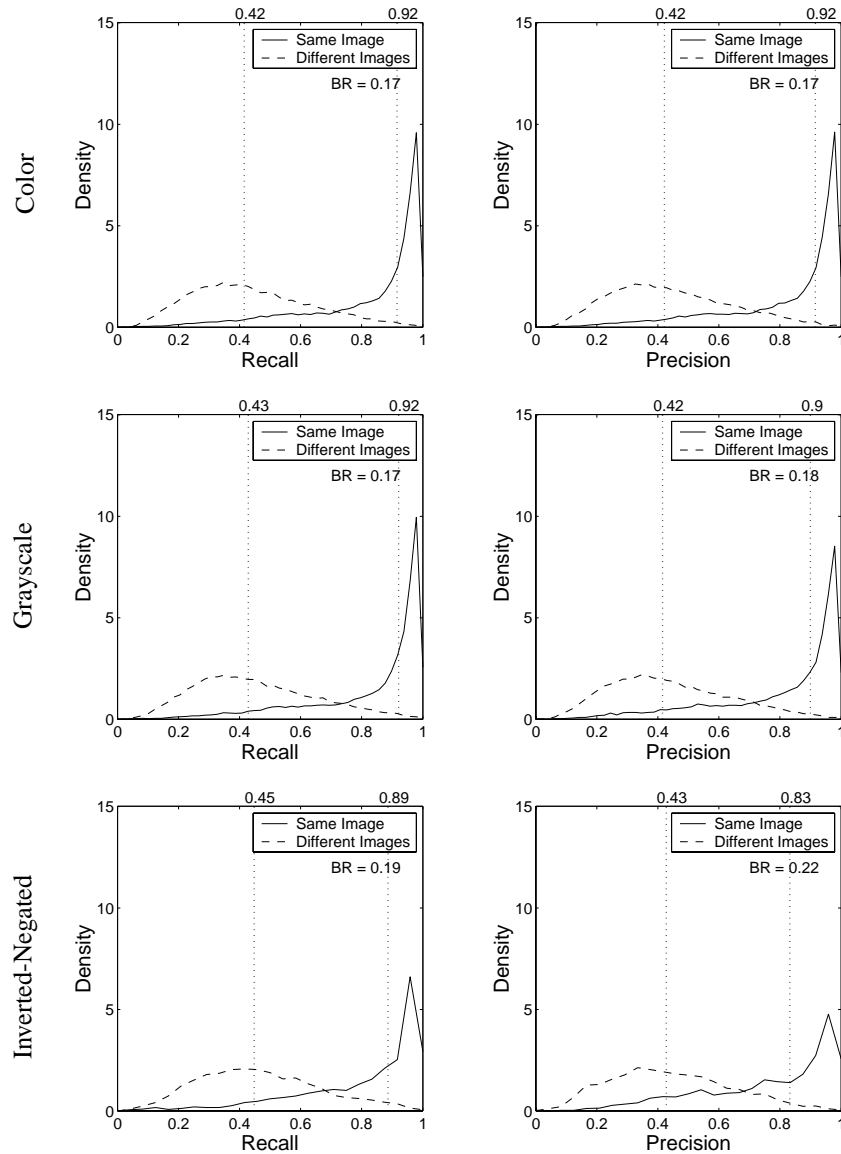 Color
0.42 0.92
15
10
5
0
Density
Same Image
Different Images
BR = 0.17
0 0.2 0.4 0.6 0.8 1
Recall
0.42 0.92
15
10
5
0
Density
Same Image
Different Images
BR = 0.17
0 0.2 0.4 0.6 0.8 1
Precision
Grayscale
0.43 0.92
15
10
5
0
Density
Same Image
Different Images
BR = 0.17
0 0.2 0.4 0.6 0.8 1
Recall
0.42 0.9
15
10
5
0
Density
Same Image
Different Images
BR = 0.18
0 0.2 0.4 0.6 0.8 1
Precision
Inverted-Negated
0.45 0.89
15
10
5
0
Density
Same Image
Different Images
BR = 0.19
0 0.2 0.4 0.6 0.8 1
Recall
0.43 0.83
15
10
5
0
Density
Same Image
Different Images
BR = 0.22
0 0.2 0.4 0.6 0.8 1
Precision